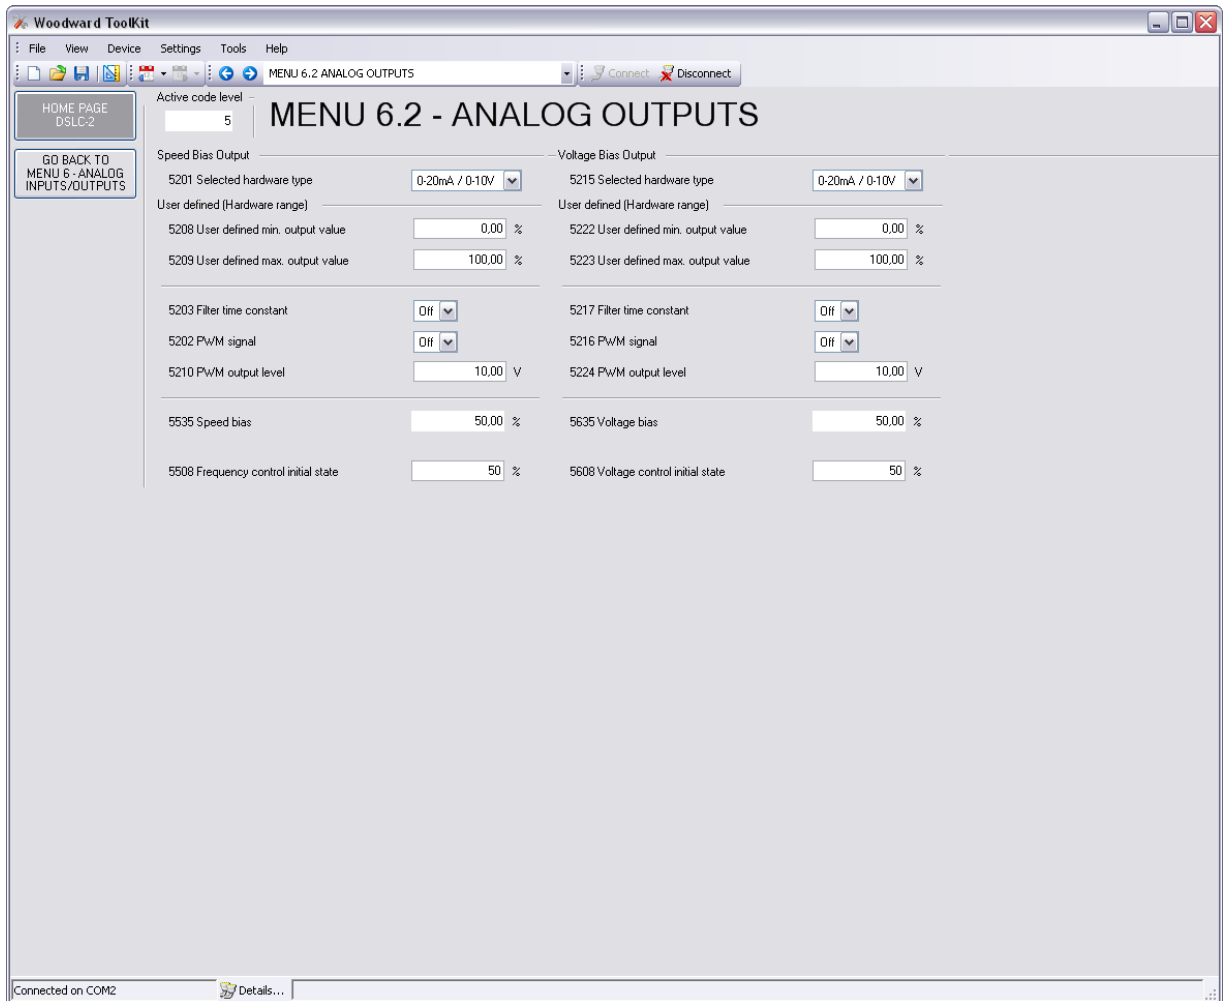 Woodward ToolKit
File View Device Settings Tools Help
MENU 6.2 ANALOG OUTPUTS Connect Disconnect
HOME PAGE
DSLC-2
GO BACK TO
MENU 6 - ANALOG
INPUTS/OUTPUTS
Active code level
5
MENU 6.2 - ANALOG OUTPUTS
Speed Bias Output
5201 Selected hardware type 0-20mA / 0-10V
User defined (Hardware range)
5208 User defined min. output value 0,00 %
5209 User defined max. output value 100,00 %
5203 Filter time constant Off
5202 PWM signal Off
5210 PWM output level 10,00 V
5535 Speed bias 50,00 %
5508 Frequency control initial state 50 %
Voltage Bias Output
5215 Selected hardware type 0-20mA / 0-10V
User defined (Hardware range)
5222 User defined min. output value 0,00 %
5223 User defined max. output value 100,00 %
5217 Filter time constant Off
5216 PWM signal Off
5224 PWM output level 10,00 V
5635 Voltage bias 50,00 %
5608 Voltage control initial state 50 %
Connected on COM2 Details...